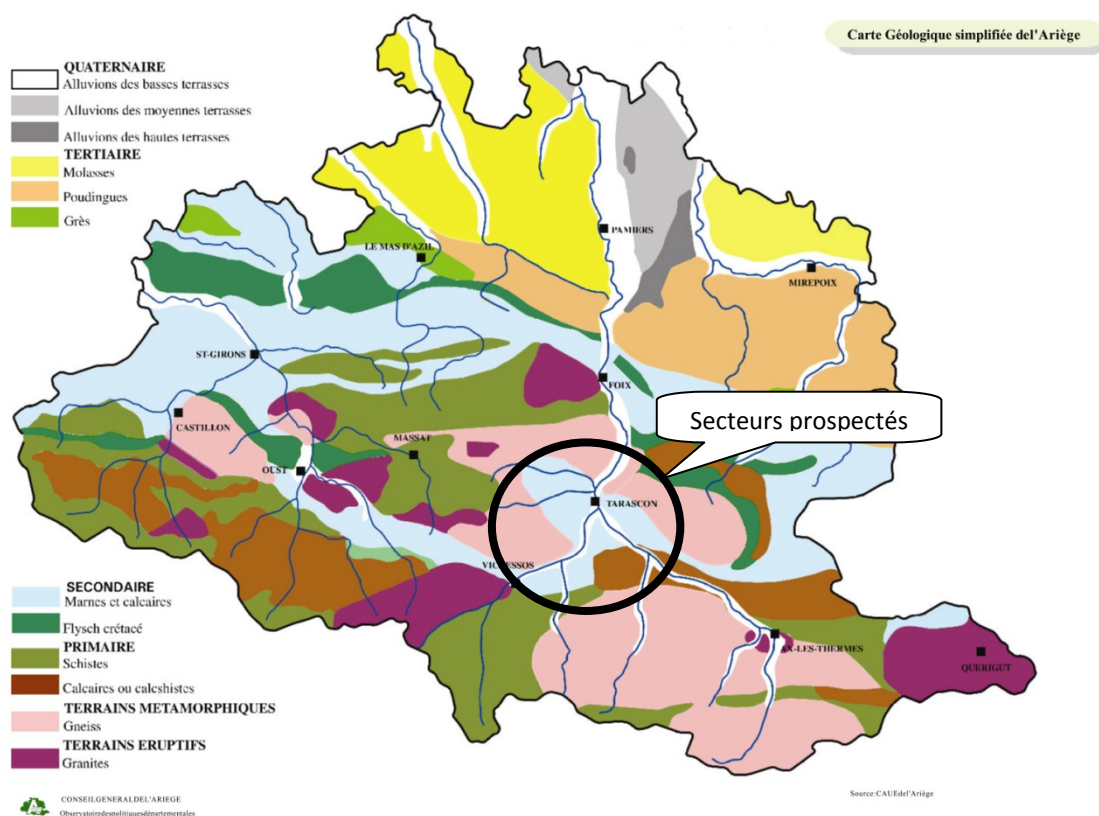 Carte Géologique simplifiée del'Ariège
QUATERNAIRE
Alluvions des basses terrasses
Alluvions des moyennes terrasses
Alluvions des hautes terrasses
TERTIAIRE
Molasses
Poudingues
Grès
PAMIERS
LE MAS D'AZIL
MIREPOIX
ST-GIRONS
FOIX
Secteurs prospectés
CASTILLON
MASSAT
OUST
TARASCON
VICDESSOS
SECONDAIRE
Marnes et calcaires
Flysch crétacé
PRIMAIRE
Schistes
Calcaires ou calcshistes
TERRAINS METAMORPHIQUES
Gneiss
TERRAINS ERUPTIFS
Granites
AX-LES-THERMES
QUERIGUT
CONSEILGENERALDEL'ARIEGE
Observatoiredespolitiquesdépartementales
Source:CAUEdel'Ariège